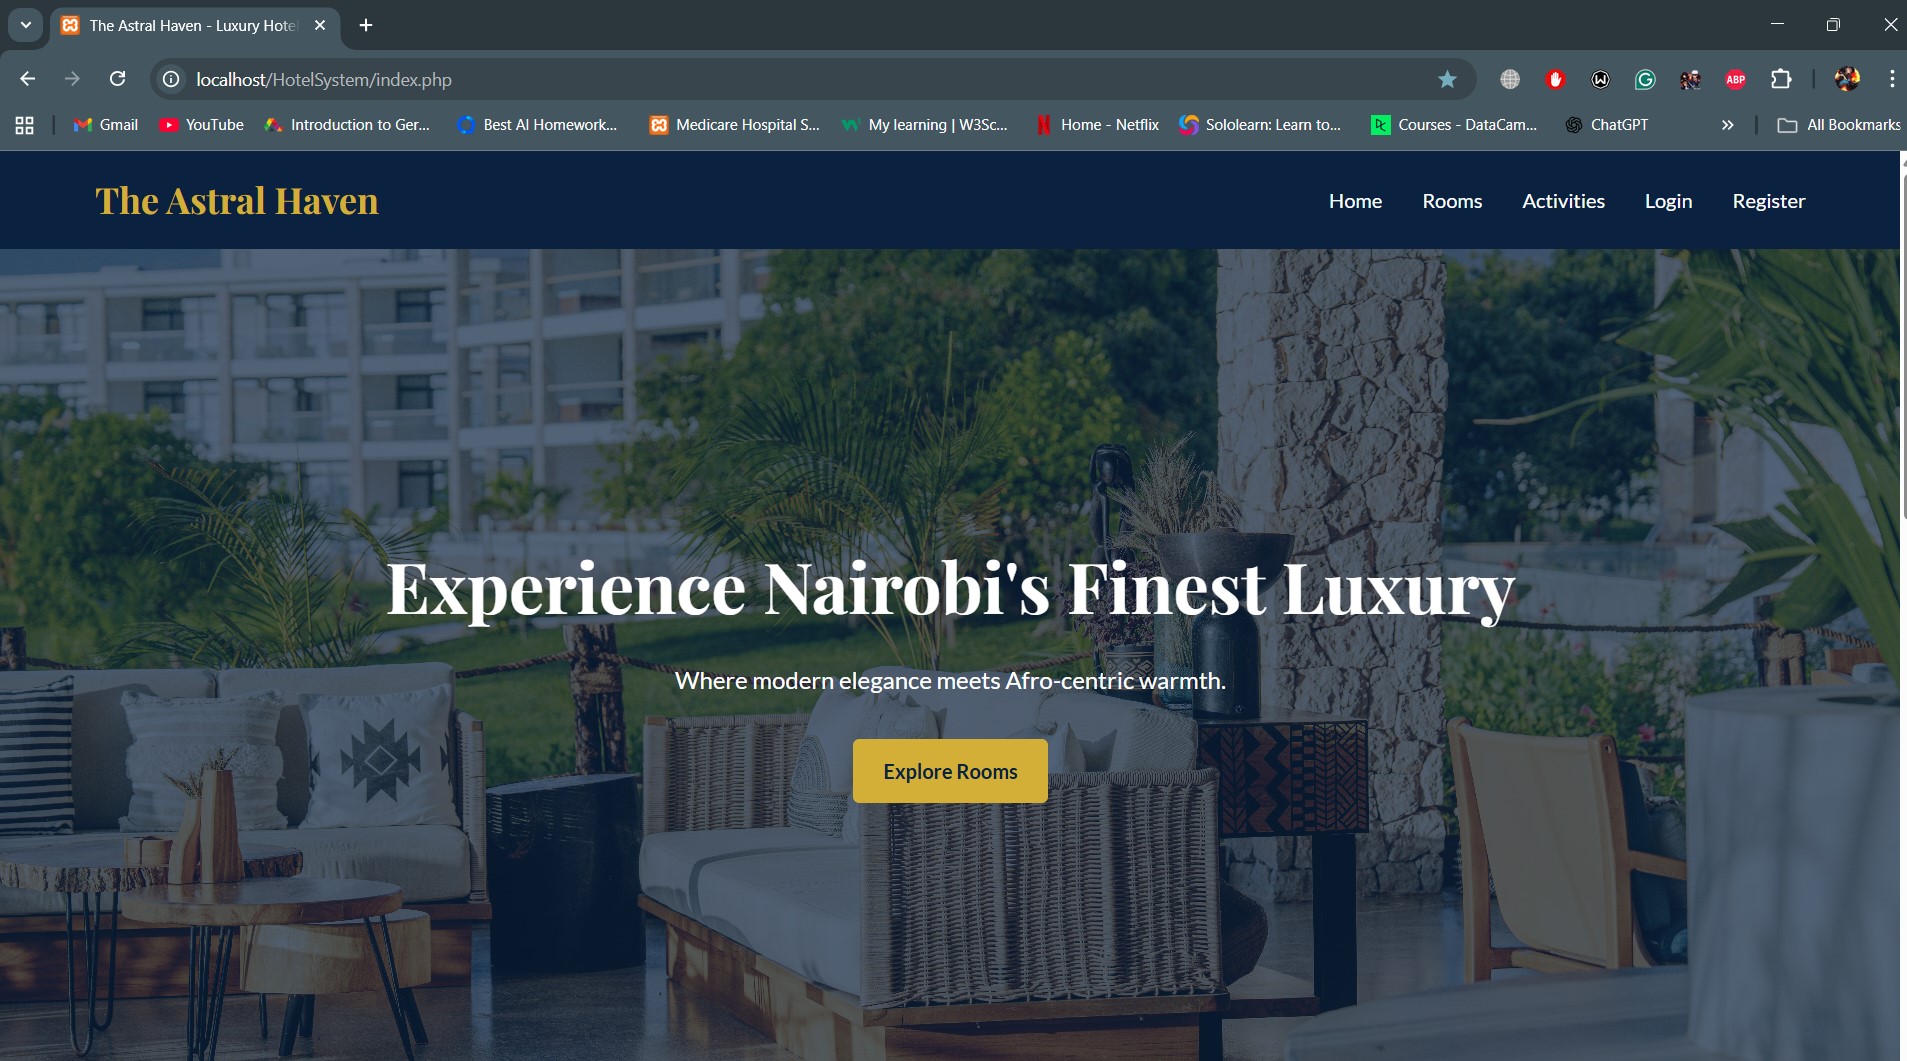 The Astral Haven - Luxury Hote
localhost/HotelSystem/index.php
ABP
Gmail
YouTube
Introduction to Ger...
Best AI Homework...
Medicare Hospital S...
My learning | W3Sc...
Home - Netflix
Sololearn: Learn to...
Courses - DataCam...
ChatGPT
All Bookmarks
The Astral Haven
Home
Rooms
Activities
Login
Register
Experience Nairobi's Finest Luxury
Where modern elegance meets Afro-centric warmth.
Explore Rooms